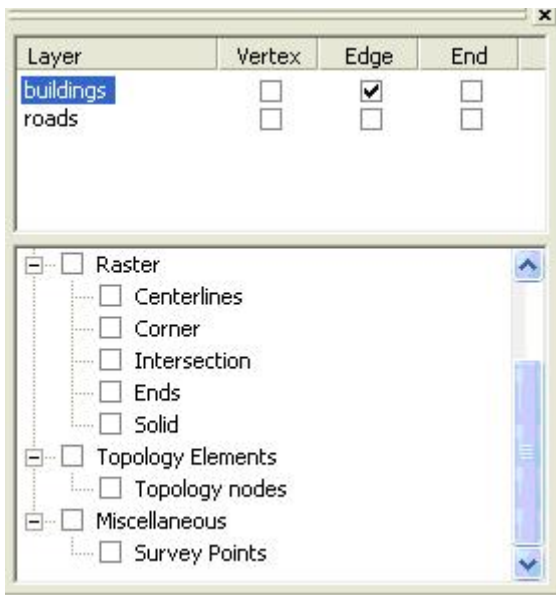 Layer Vertex Edge End
buildings
roads
Raster
Centerlines
Corner
Intersection
Ends
Solid
Topology Elements
Topology nodes
Miscellaneous
Survey Points